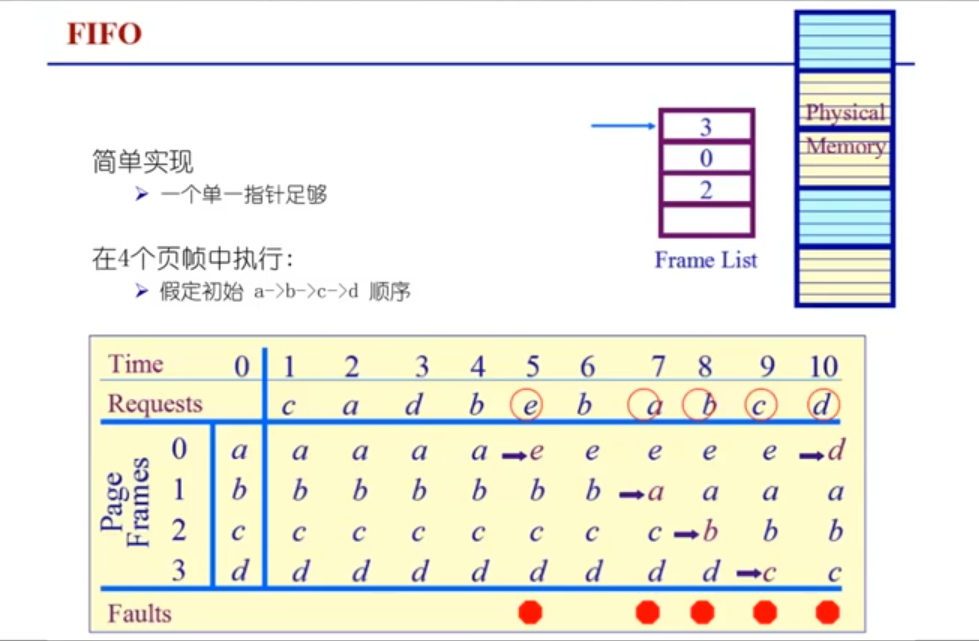 FIFO
简单实现
➢ 一个单一指针足够
在4个页帧中执：
➢ 假定初始 a->b->c->d 顺序
3
0
2
Frame List
Physical
Memory
Time 0 1 2 3 4 5 6 7 8 9 10
Requests c a d b e b a b c d
Page
Frames
0 a a a a a e e e e e d
1 b b b b b b b a a a a
2 c c c c c c c c b b b
3 d d d d d d d d d c c
Faults